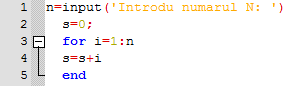 1 n=input('Introdu numarul N: ')
2 s=0;
3 for i=1:n
4 s=s+i
5 end